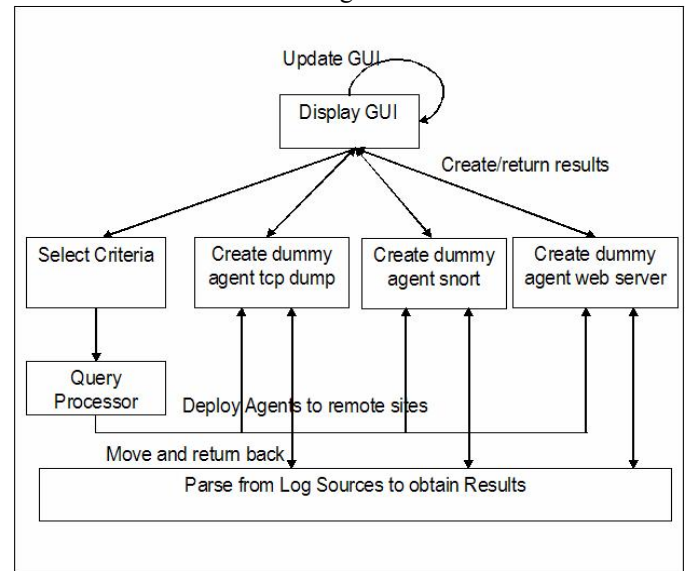 Update GUI
Display GUI
Create/return results
Select Criteria
Create dummy
agent tcp dump
Create dummy
agent snort
Create dummy
agent web server
Query
Processor
Deploy Agents to remote sites
Move and return back
Parse from Log Sources to obtain Results